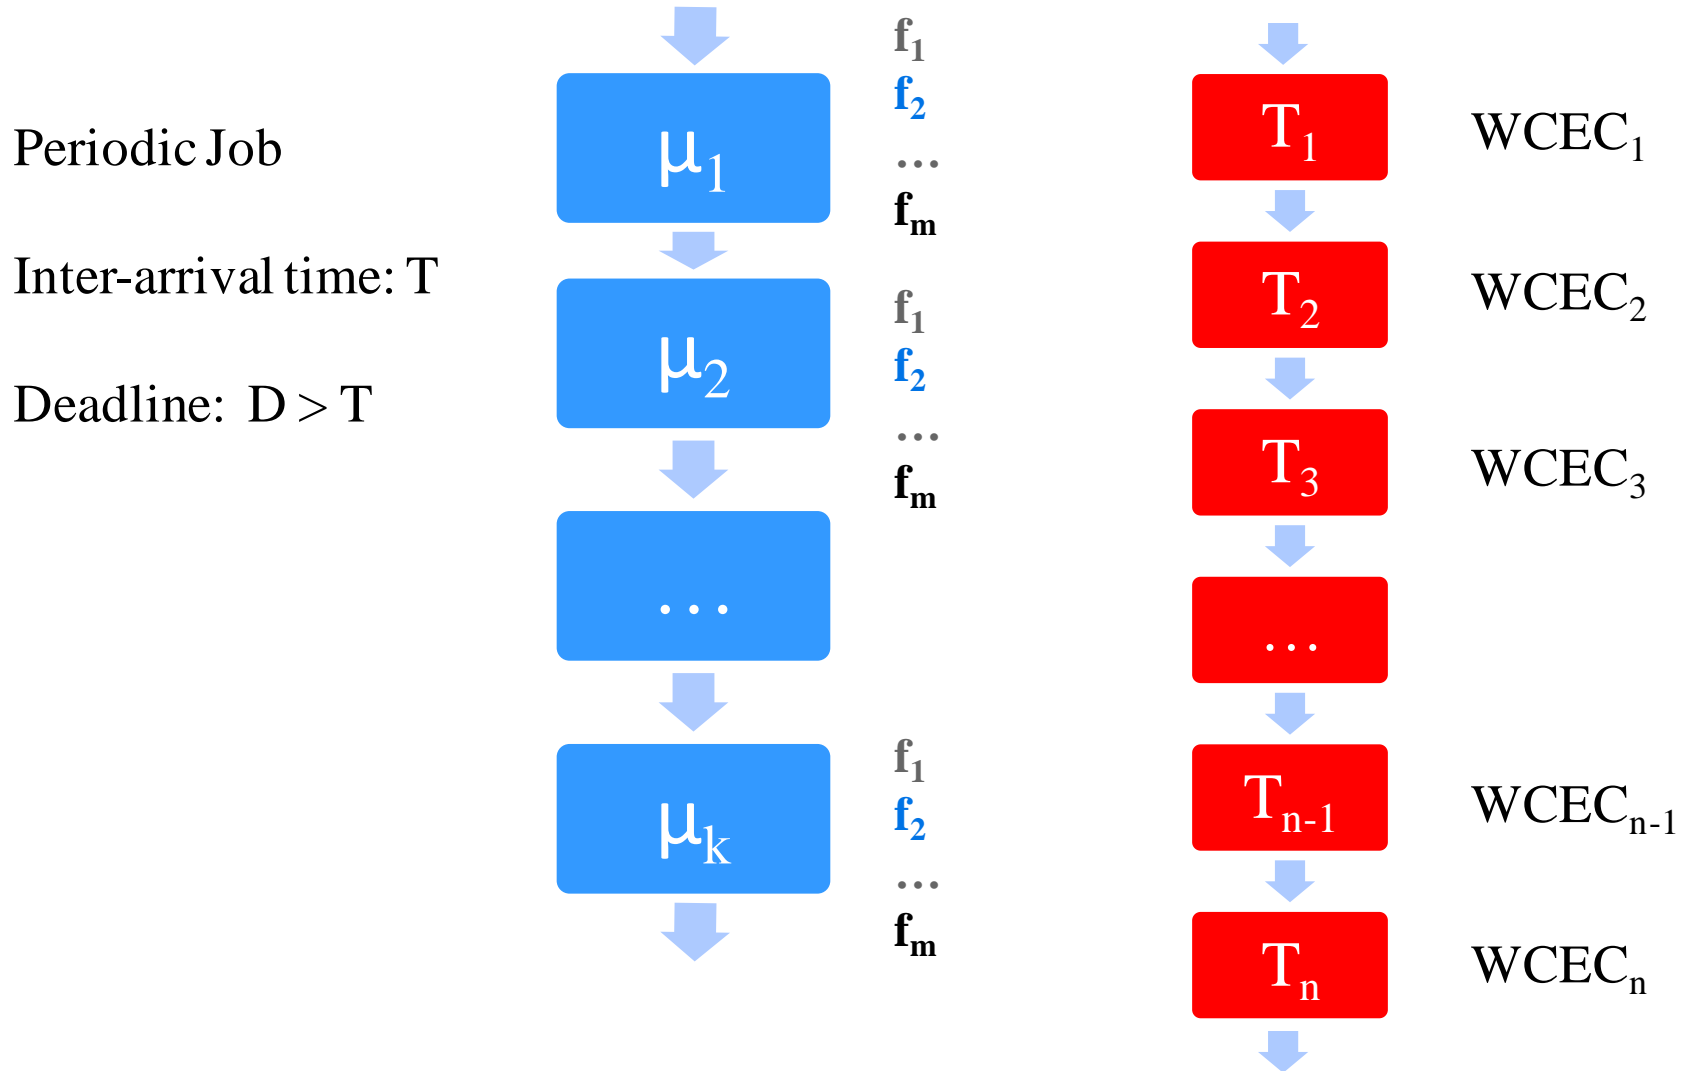 Periodic Job
Inter-arrival time: T
Deadline: D > T
μ1
f1
f2
...
fm
μ2
f1
f2
...
fm
...
μk
f1
f2
...
fm
T1
WCEC1
T2
WCEC2
T3
WCEC3
...
Tn-1
WCECn-1
Tn
WCECn